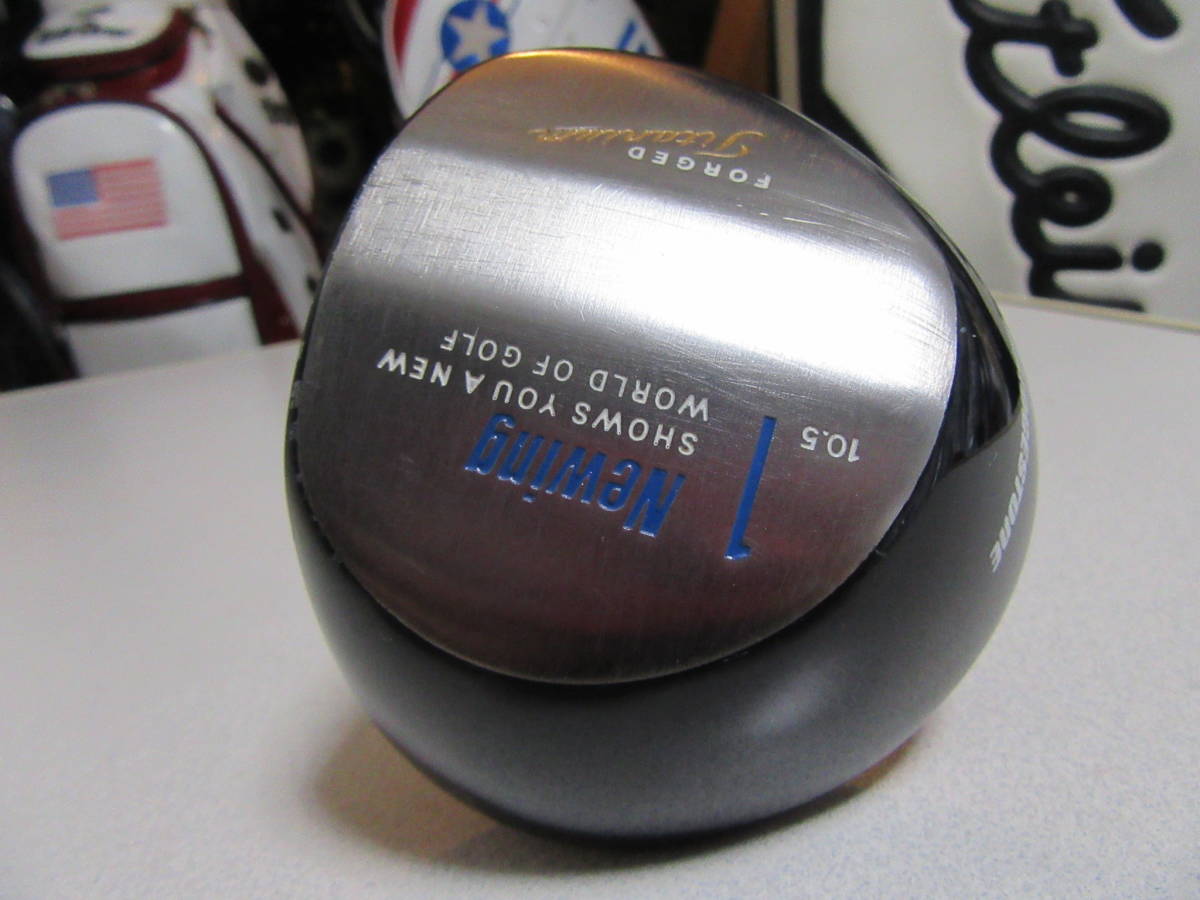 1
10.5
Newing
SHOWS YOU A NEW
WORLD OF GOLF
FORGED
Titanium